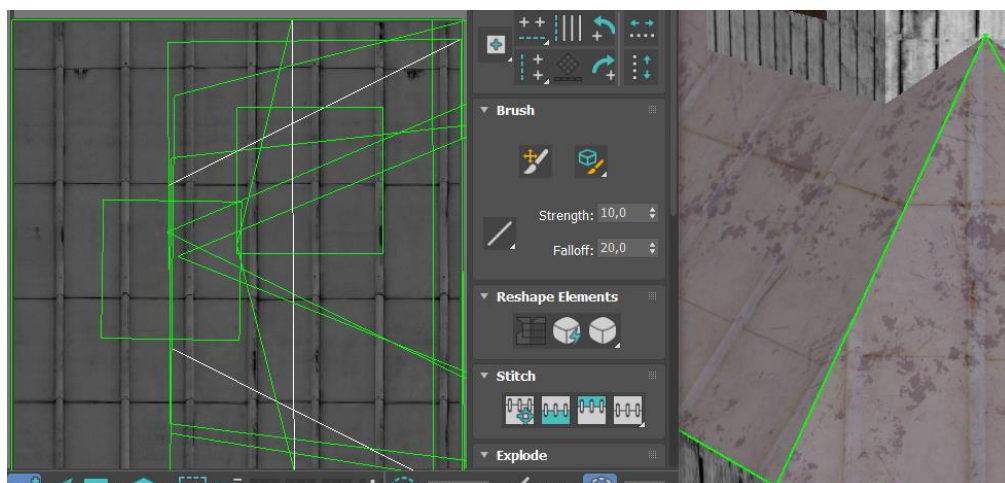 Brush
Strength: 10,0
Falloff: 20,0
Reshape Elements
Stitch
Explode